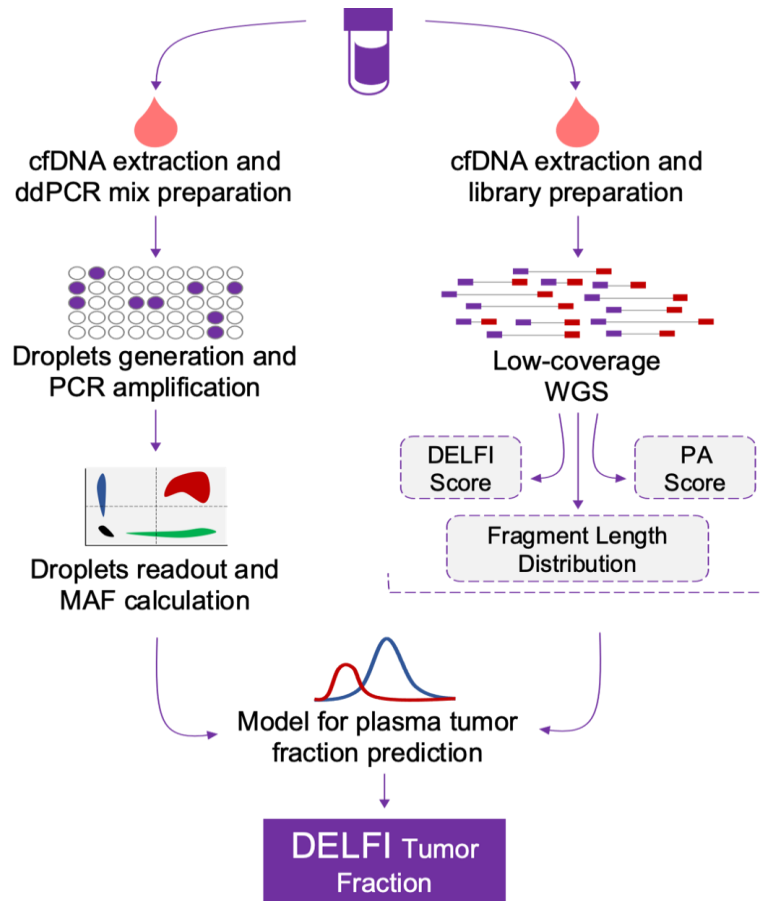 cfDNA extraction and
ddPCR mix preparation
Droplets generation and
PCR amplification
Droplets readout and
MAF calculation
cfDNA extraction and
library preparation
Low-coverage
WGS
DELFI
Score
PA
Score
Fragment Length
Distribution
Model for plasma tumor
fraction prediction
DELFI Tumor
Fraction